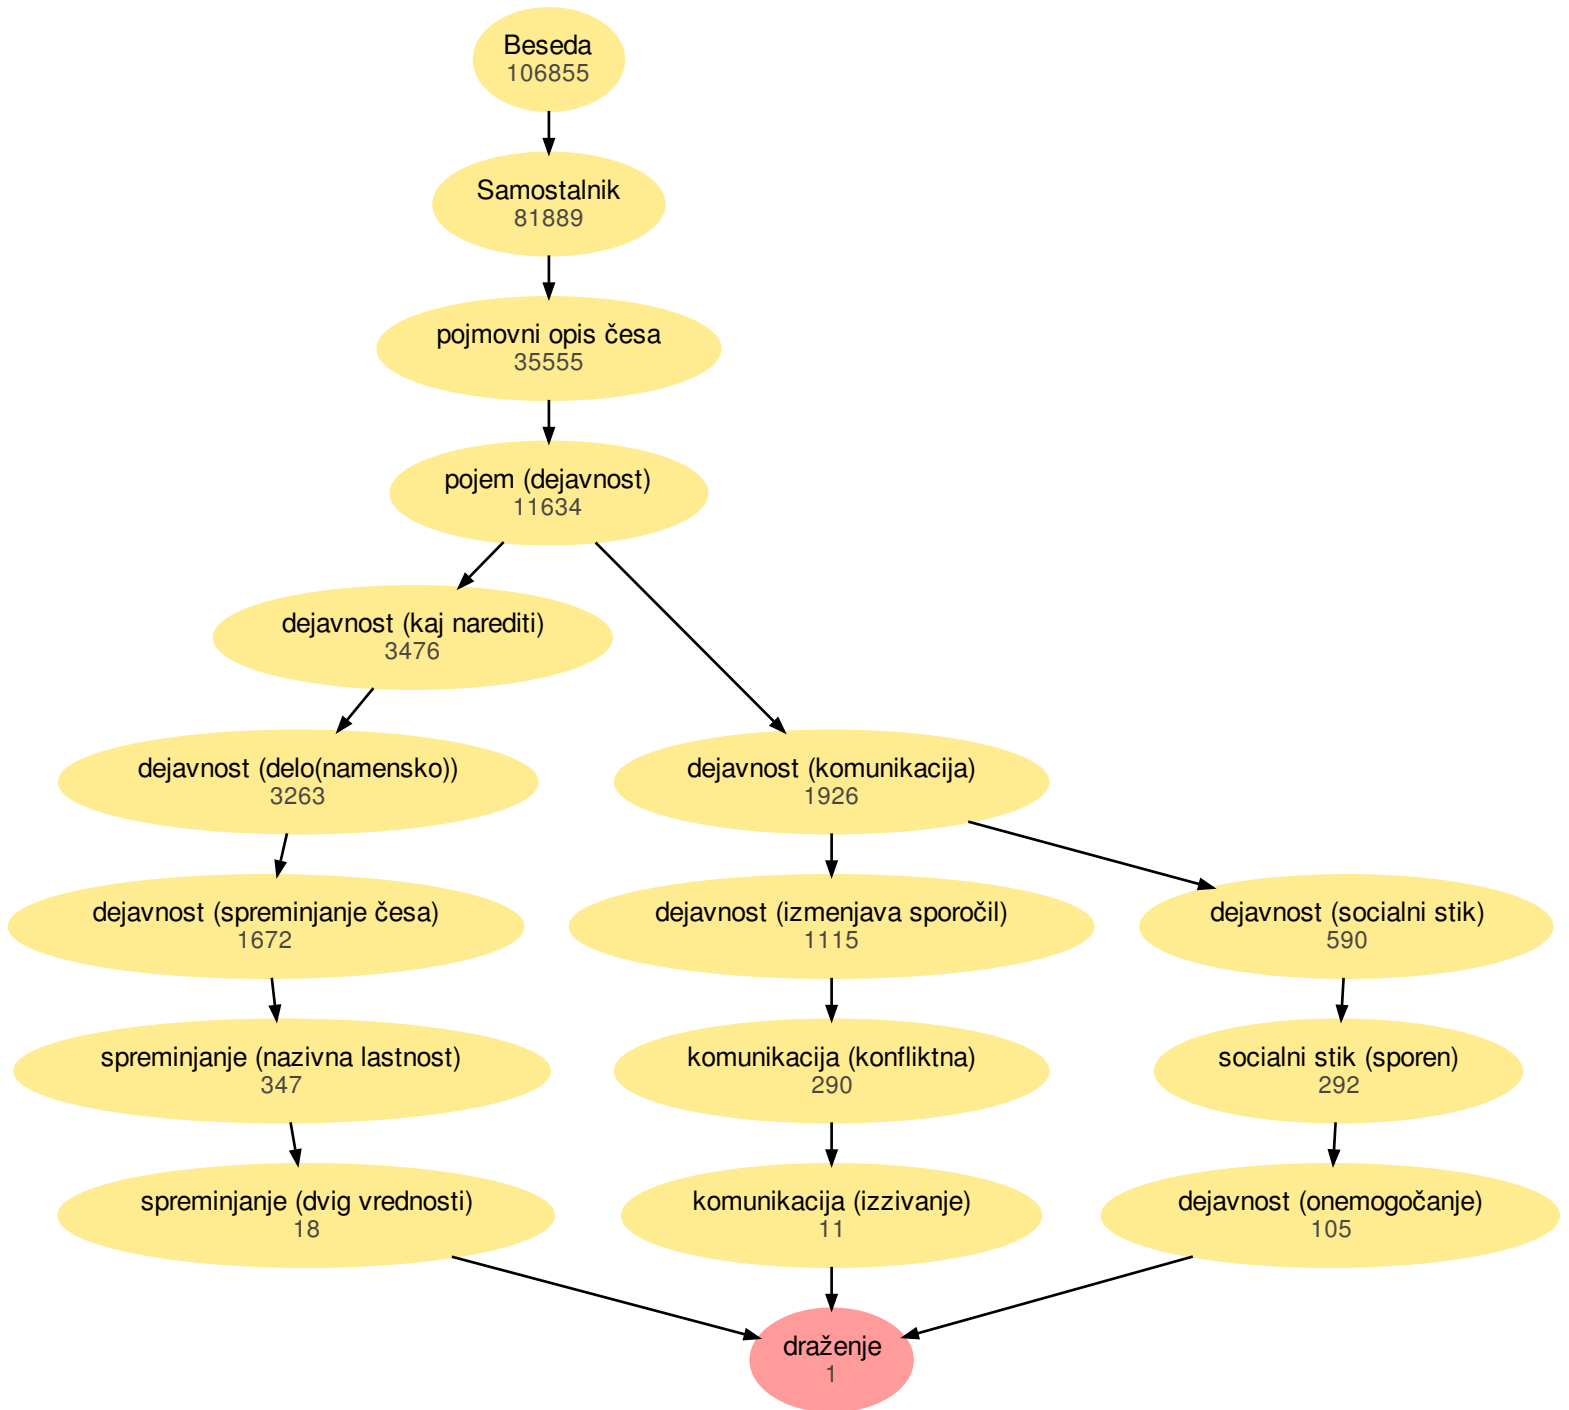 Beseda
106855
Samostalnik
81889
pojmovni opis česa
35555
pojem (dejavnost)
11634
dejavnost (kaj narediti)
3476
dejavnost (delo(namensko))
3263
dejavnost (komunikacija)
1926
dejavnost (spreminjanje česa)
1672
dejavnost (izmenjava sporočil)
1115
dejavnost (socialni stik)
590
spreminjanje (nazivna lastnost)
347
komunikacija (konfliktna)
290
socialni stik (sporen)
292
spreminjanje (dvig vrednosti)
18
komunikacija (izzivanje)
11
dejavnost (onemogočanje)
105
draženje
1